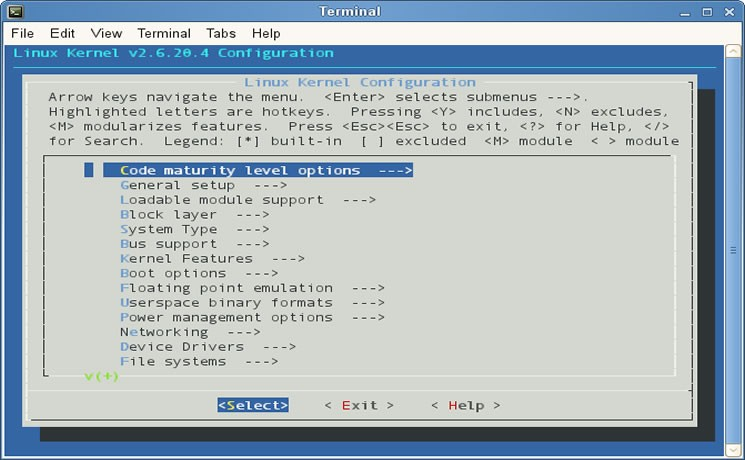 Terminal
File Edit View Terminal Tabs Help
Linux Kernel v2.6.20.4 Configuration
Linux Kernel Configuration
Arrow keys navigate the menu. <Enter> selects submenus --->.
Highlighted letters are hotkeys. Pressing <Y> includes, <N> excludes,
<M> modularizes features. Press <Esc><Esc> to exit, <?> for Help, </>
for Search. Legend: [*] built-in [ ] excluded <M> module < > module
Code maturity level options --->
General setup --->
Loadable module support --->
Block layer --->
System Type --->
Bus support --->
Kernel Features --->
Boot options --->
Floating point emulation --->
Userspace binary formats --->
Power management options --->
Networking --->
Device Drivers --->
File systems --->
v(+)
<Select> < Exit > < Help >